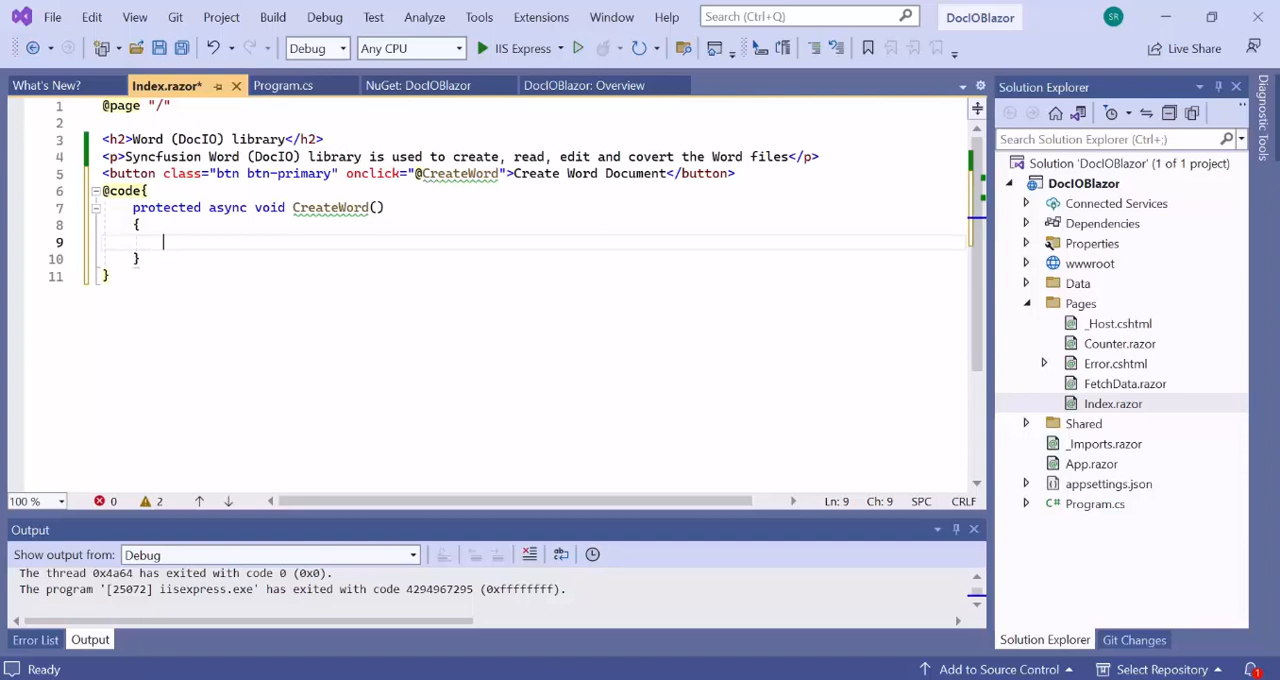 File Edit View Git Project Build Debug Test Analyze Tools Extensions Window Help Search (Ctrl+Q) DocIOBlazor SR
Debug Any CPU IIS Express Live Share
What's New? Index.razor* Program.cs NuGet: DocIOBlazor DocIOBlazor: Overview
1 @page "/"
2
3 <h2>Word (DocIO) library</h2>
4 <p>Syncfusion Word (DocIO) library is used to create, read, edit and covert the Word files</p>
5 <button class="btn btn-primary" onclick="@CreateWord">Create Word Document</button>
6 @code{
7 protected async void CreateWord()
8 {
9
10 }
11 }
100 % 0 2 Ln: 9 Ch: 9 SPC CRLF
Output
Show output from: Debug
The thread 0x4a64 has exited with code 0 (0x0).
The program '[25072] iisexpress.exe' has exited with code 4294967295 (0xffffffff).
Error List Output
Solution Explorer
Search Solution Explorer (Ctrl+;)
Solution 'DocIOBlazor' (1 of 1 project)
DocIOBlazor
Connected Services
Dependencies
Properties
wwwroot
Data
Pages
_Host.cshtml
Counter.razor
Error.cshtml
FetchData.razor
Index.razor
Shared
_Imports.razor
App.razor
appsettings.json
C# Program.cs
Solution Explorer Git Changes
Diagnostic Tools
Ready Add to Source Control Select Repository 1